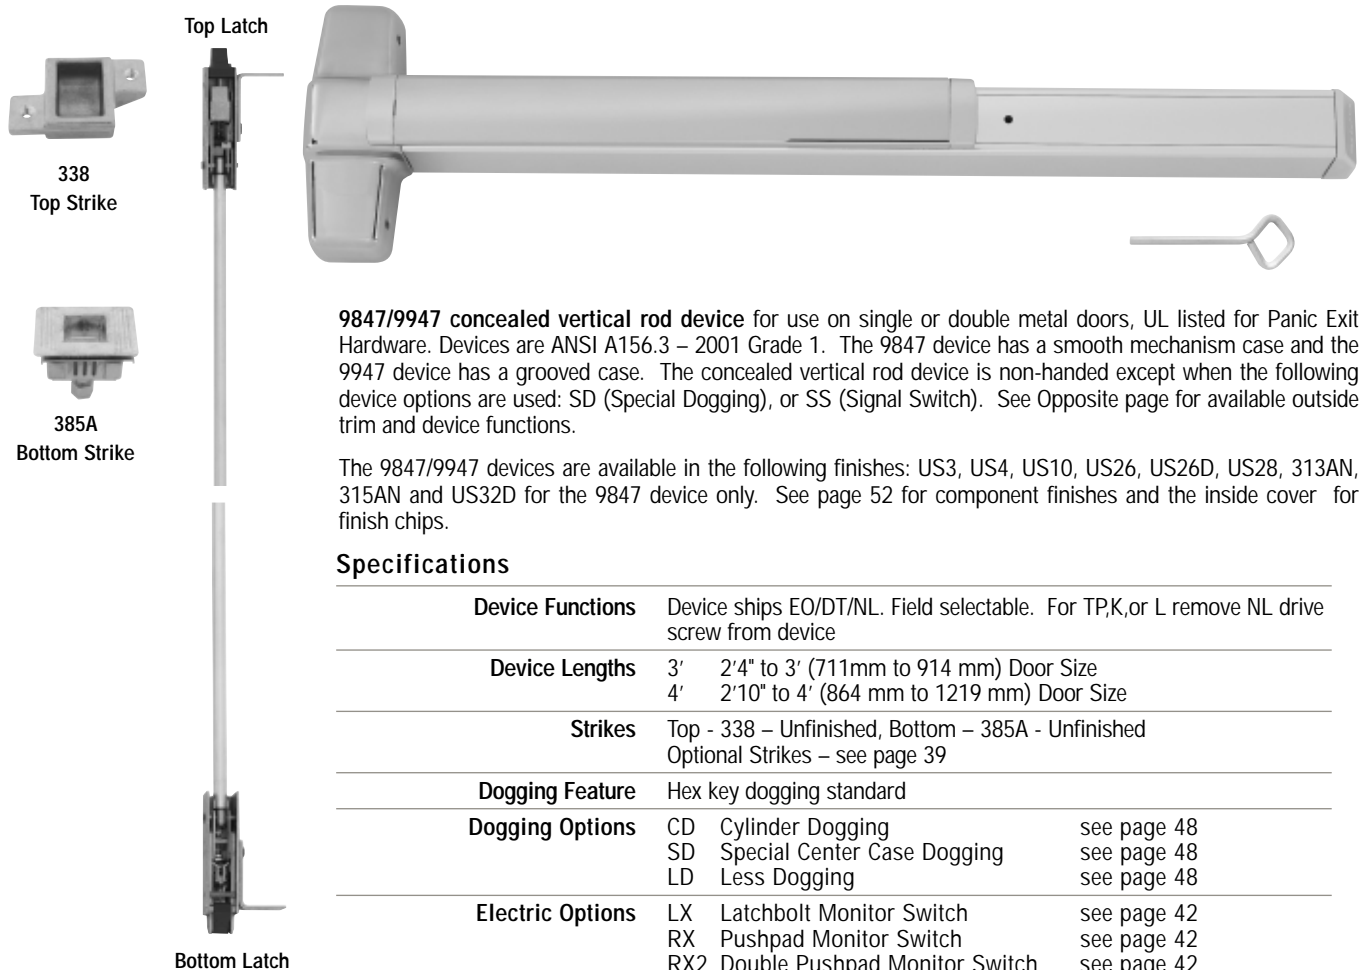 Top Latch
338
Top Strike
385A
Bottom Strike
Bottom Latch
9847/9947 concealed vertical rod device for use on single or double metal doors, UL listed for Panic Exit
Hardware. Devices are ANSI A156.3 – 2001 Grade 1. The 9847 device has a smooth mechanism case and the
9947 device has a grooved case. The concealed vertical rod device is non-handed except when the following
device options are used: SD (Special Dogging), or SS (Signal Switch). See Opposite page for available outside
trim and device functions.
The 9847/9947 devices are available in the following finishes: US3, US4, US10, US26, US26D, US28, 313AN,
315AN and US32D for the 9847 device only. See page 52 for component finishes and the inside cover for
finish chips.
Specifications
Device Functions Device ships EO/DT/NL. Field selectable. For TP,K,or L remove NL drive
screw from device
Device Lengths 3' 2'4" to 3' (711mm to 914 mm) Door Size
4' 2'10" to 4' (864 mm to 1219 mm) Door Size
Strikes Top - 338 – Unfinished, Bottom – 385A - Unfinished
Optional Strikes – see page 39
Dogging Feature Hex key dogging standard
Dogging Options CD Cylinder Dogging see page 48
SD Special Center Case Dogging see page 48
LD Less Dogging see page 48
Electric Options LX Latchbolt Monitor Switch see page 42
RX Pushpad Monitor Switch see page 42
RX2 Double Pushpad Monitor Switch see page 42